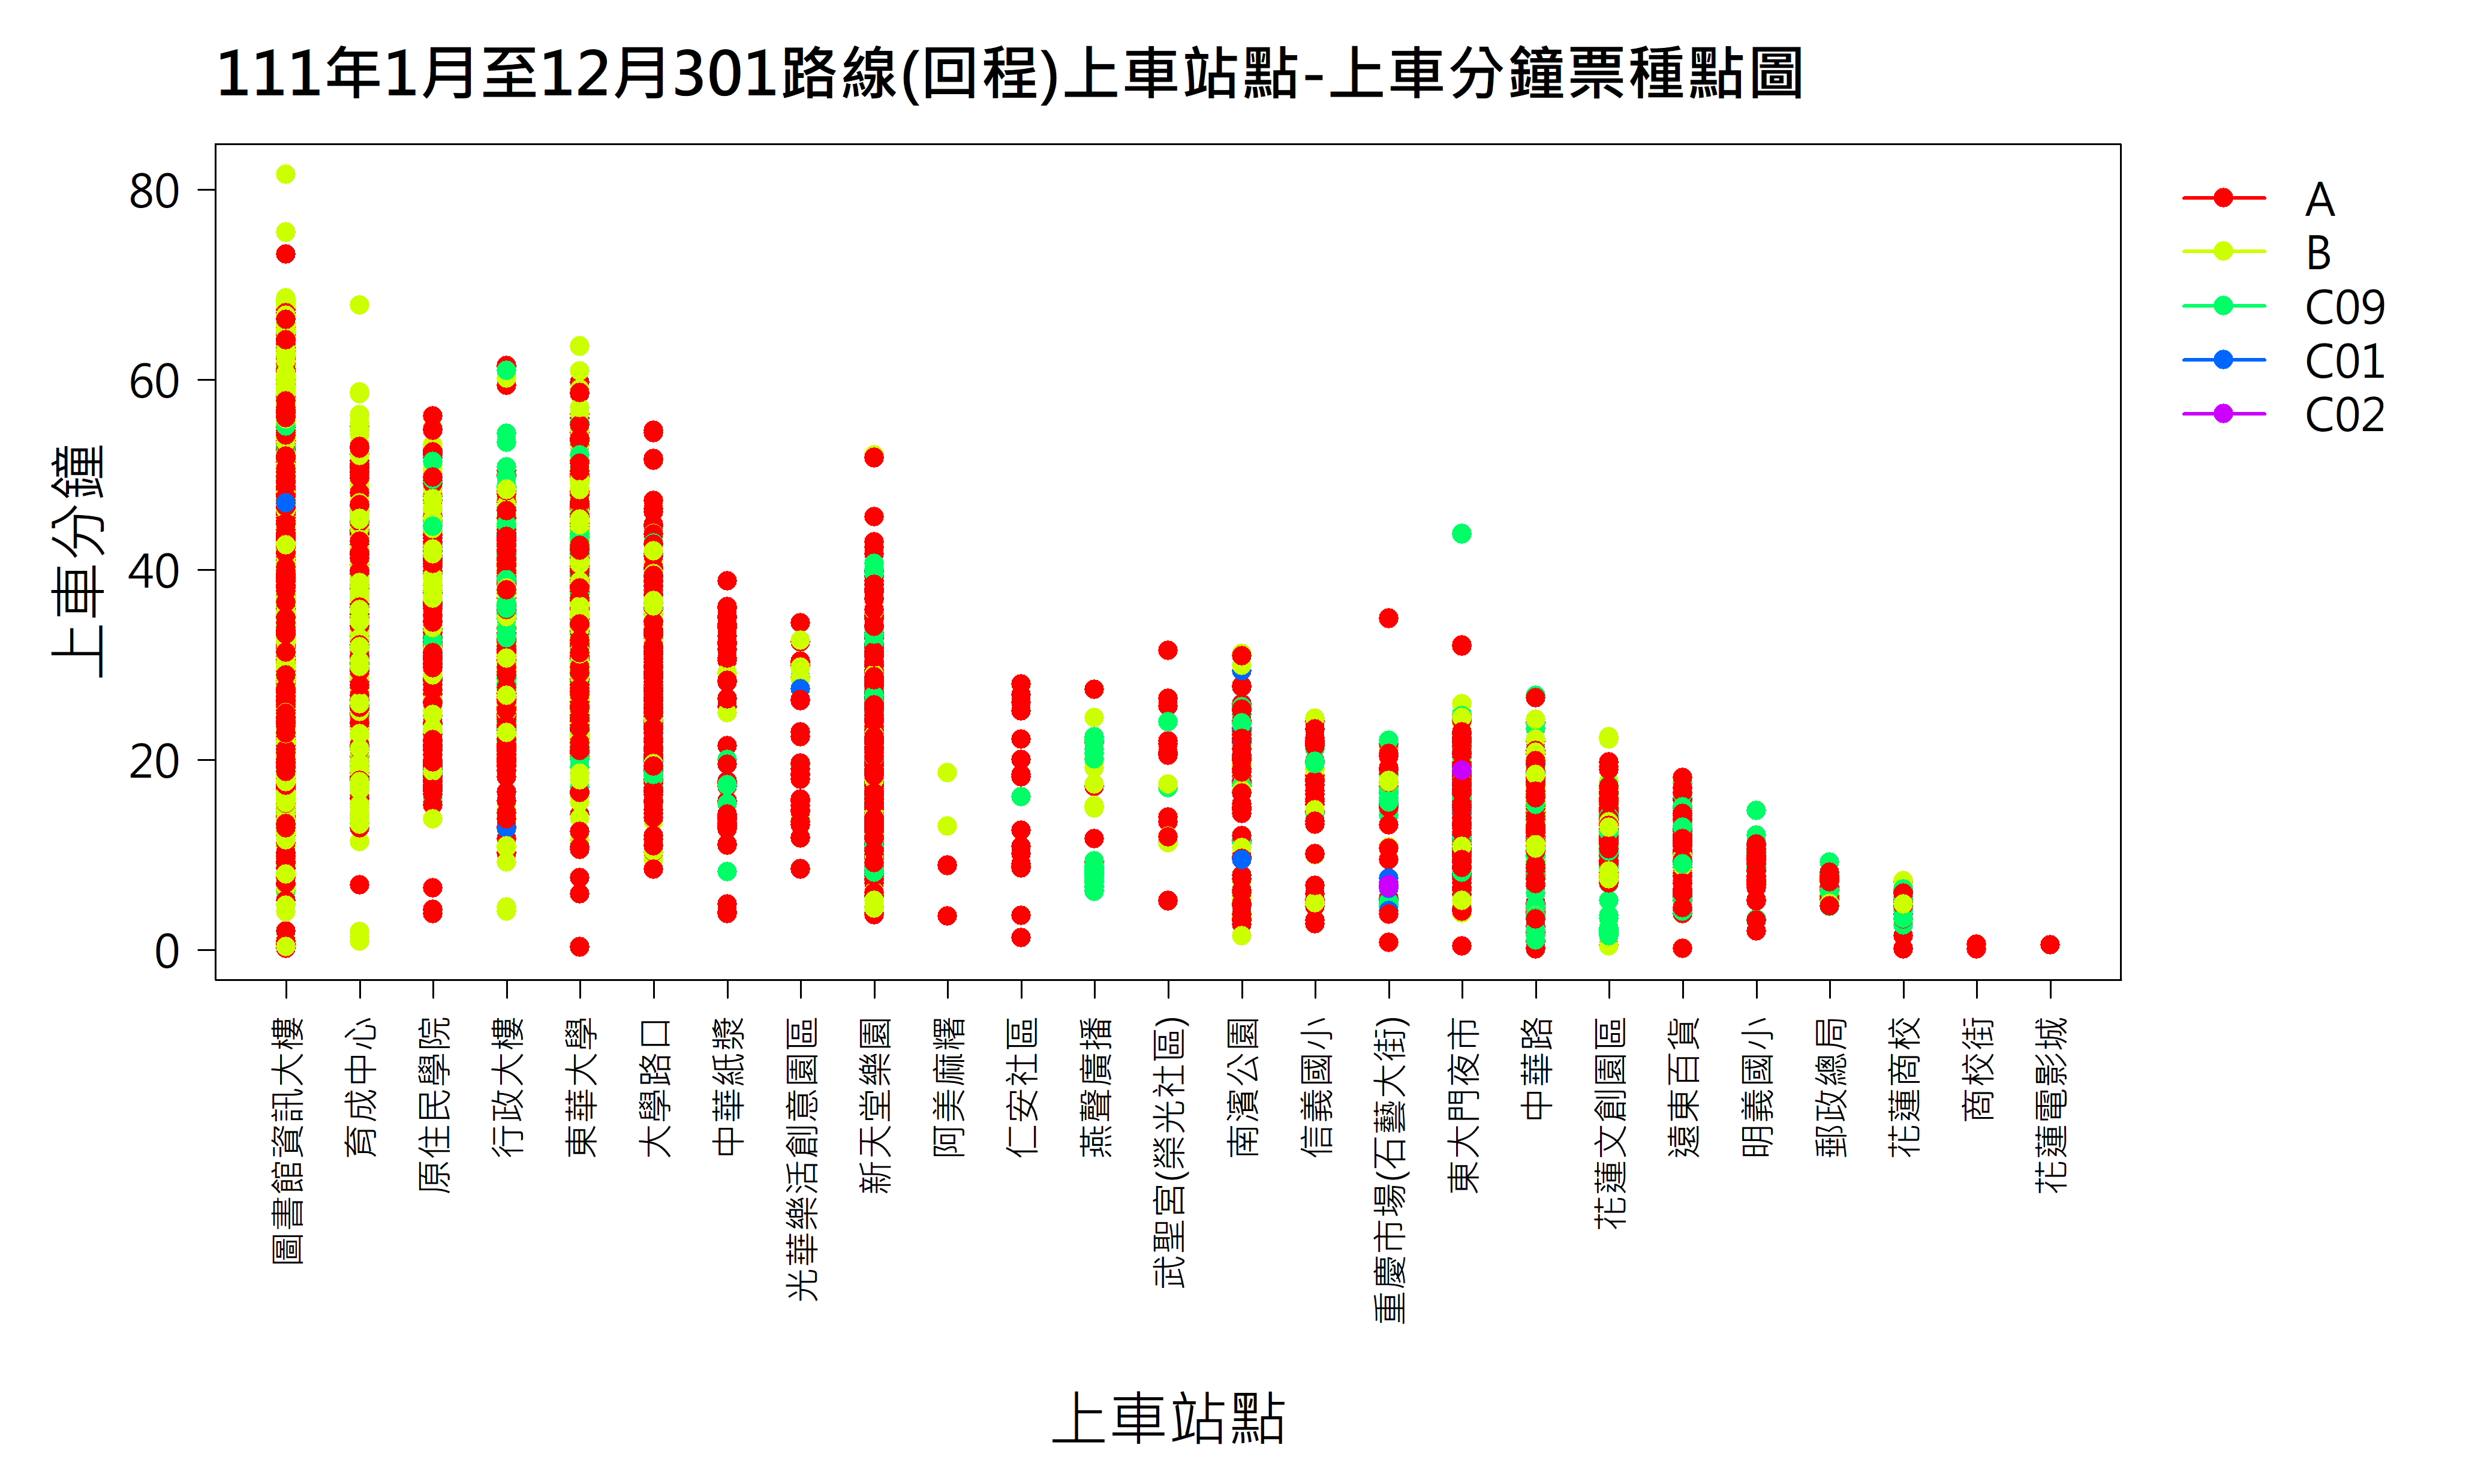 111年1月至12月301路線(回程)上車站點-上車分鐘票種點圖
上車分鐘
80
60
40
20
0
A
B
C09
C01
C02
圖書館資訊大樓
育成中心
原住民學院
行政大樓
東華大學
大學路口
中華紙漿
光華樂活創意園區
新天堂樂園
阿美麻糬
仁安社區
燕聲廣播
武聖宮(榮光社區)
南濱公園
信義國小
重慶市場(石藝大街)
東大門夜市
中華路
花蓮文創園區
遠東百貨
明義國小
郵政總局
花蓮商校
商校街
花蓮電影城
上車站點